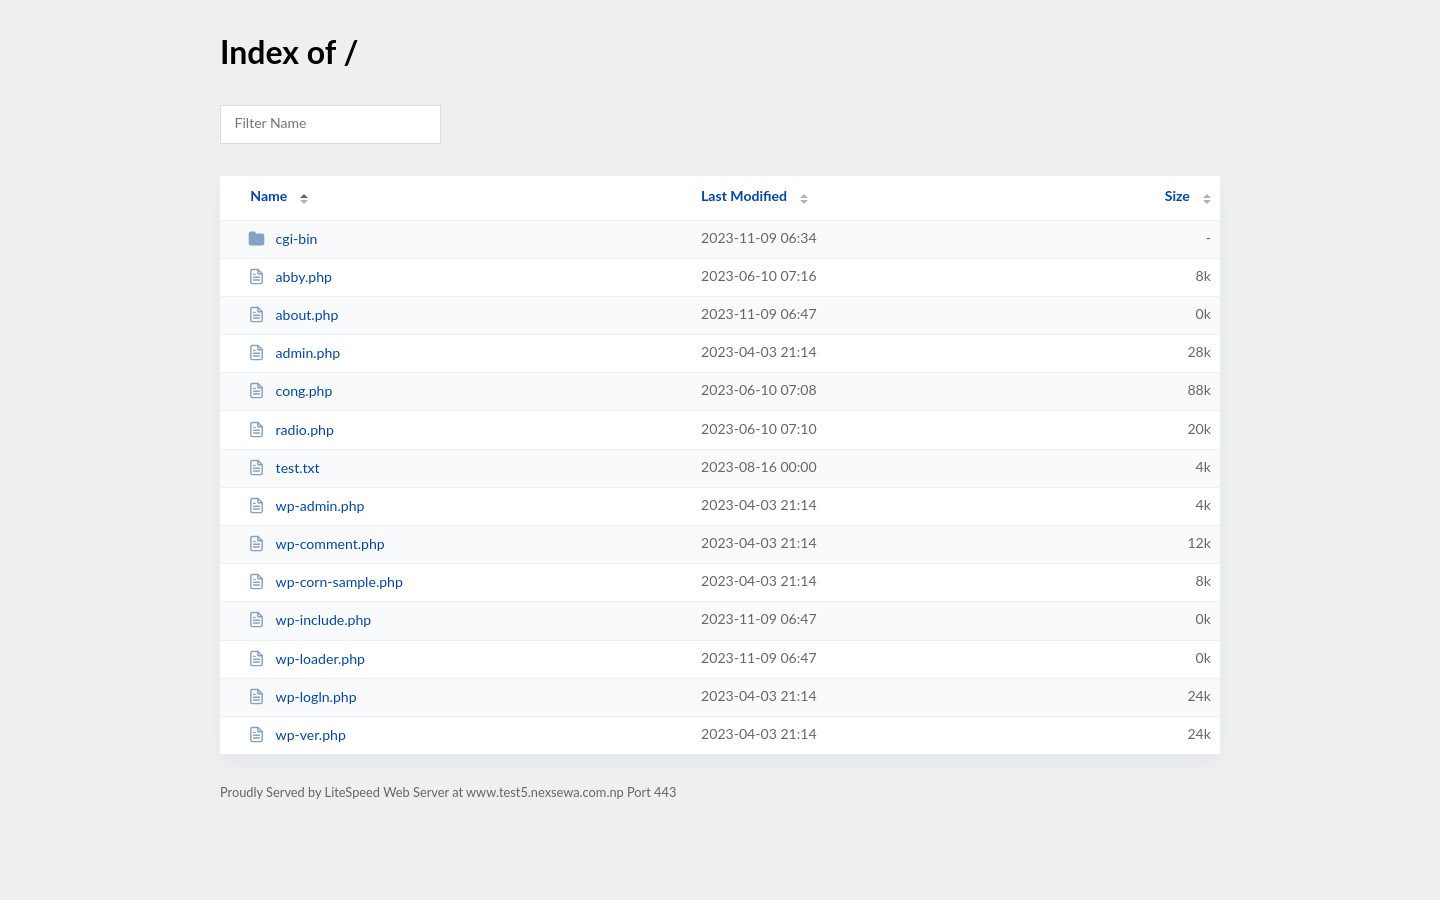 Index of /
Filter Name
Name Last Modified Size
cgi-bin 2023-11-09 06:34 -
abby.php 2023-06-10 07:16 8k
about.php 2023-11-09 06:47 0k
admin.php 2023-04-03 21:14 28k
cong.php 2023-06-10 07:08 88k
radio.php 2023-06-10 07:10 20k
test.txt 2023-08-16 00:00 4k
wp-admin.php 2023-04-03 21:14 4k
wp-comment.php 2023-04-03 21:14 12k
wp-corn-sample.php 2023-04-03 21:14 8k
wp-include.php 2023-11-09 06:47 0k
wp-loader.php 2023-11-09 06:47 0k
wp-logln.php 2023-04-03 21:14 24k
wp-ver.php 2023-04-03 21:14 24k
Proudly Served by LiteSpeed Web Server at www.test5.nexsewa.com.np Port 443